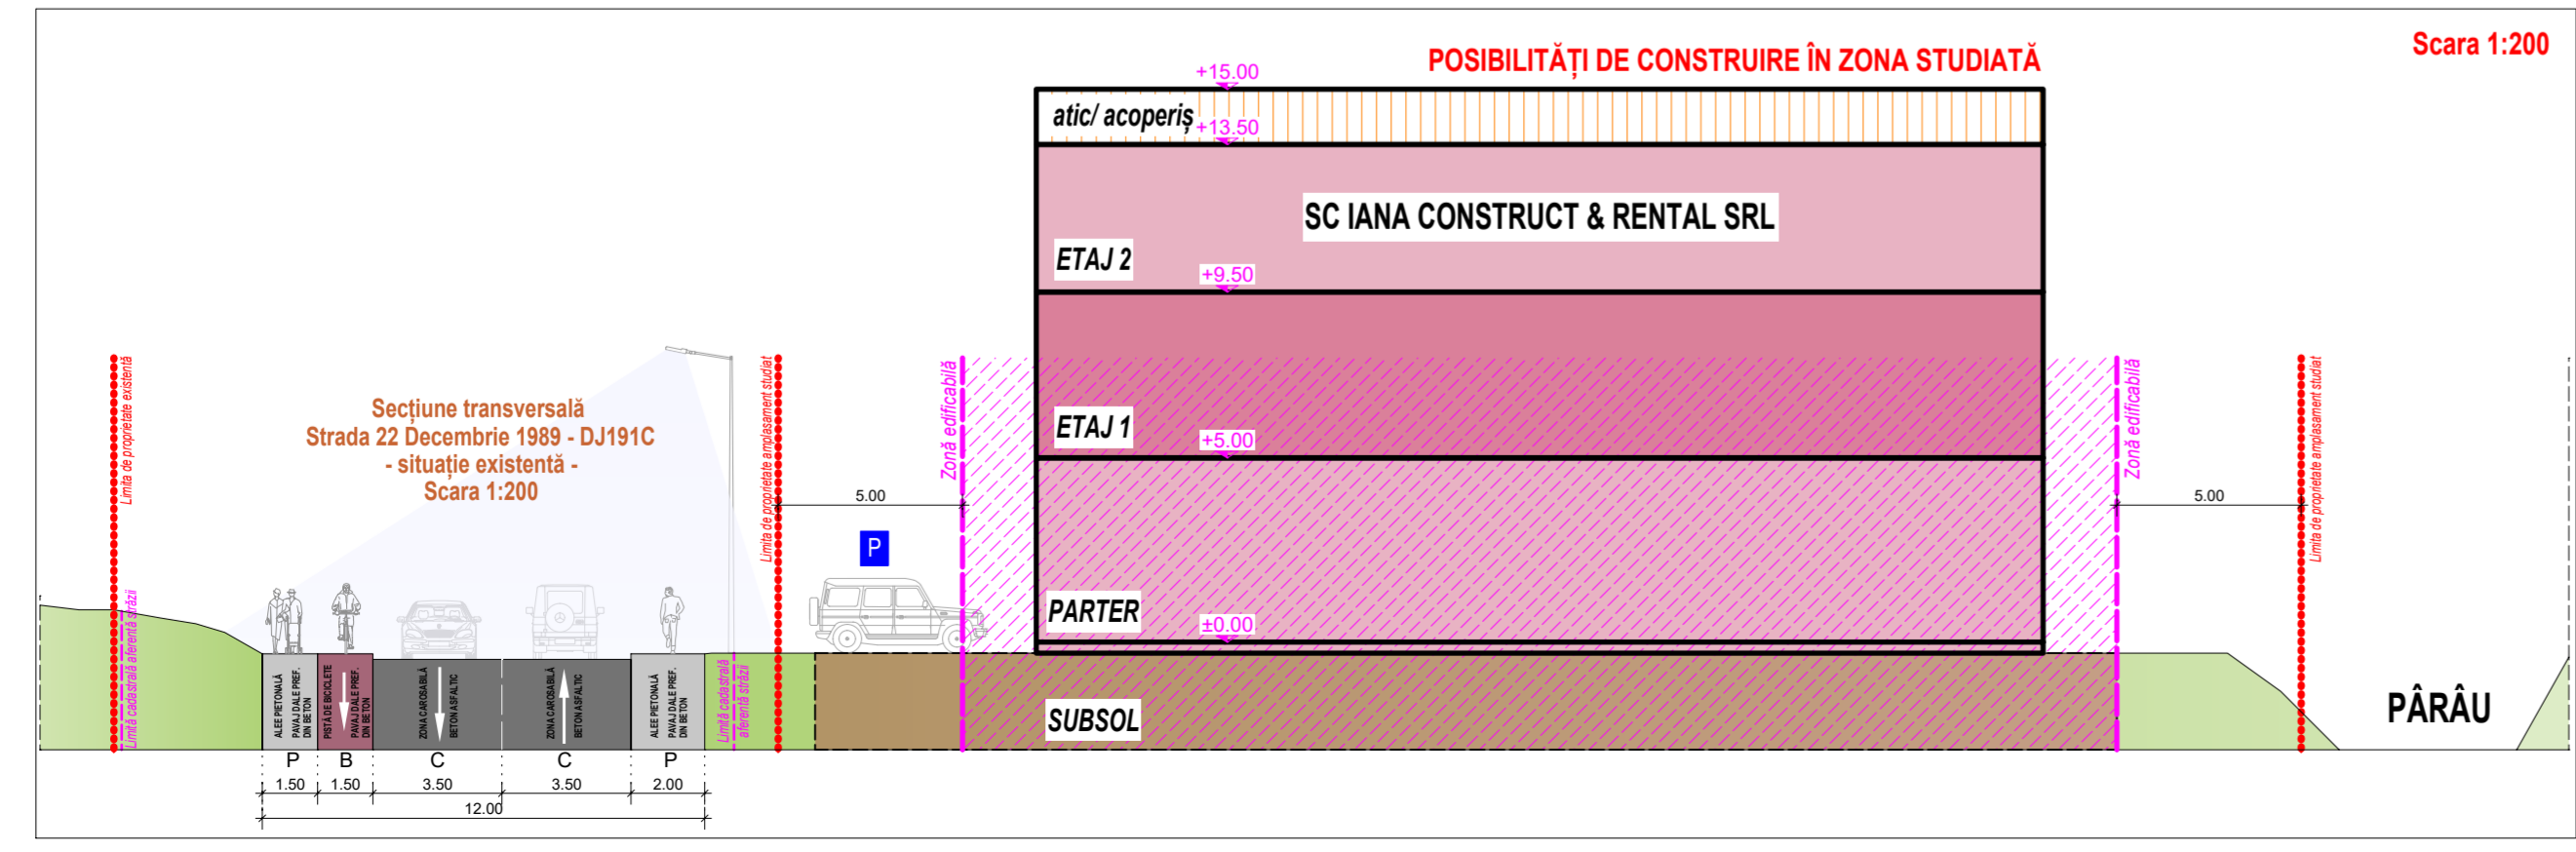 Scara 1:200
POSIBILITĂȚI DE CONSTRUIRE ÎN ZONA STUDIATĂ
+15.00
atic/ acoperiș
+13.50
SC IANA CONSTRUCT & RENTAL SRL
ETAJ 2
+9.50
ETAJ 1
+5.00
PARTER
±0.00
SUBSOL
Limita de proprietate existentă
Limită cadastrală aferentă străzii
Secțiune transversală
Strada 22 Decembrie 1989 - DJ191C
- situație existentă -
Scara 1:200
Limita de proprietate amplasament studiat
5.00
P
Zonă edificabilă
Zonă edificabilă
5.00
Limita de proprietate amplasament studiat
PÂRÂU
ALEE PIETONALĂ
PAVAJ DALE PREF.
DIN BETON
PISTĂ DE BICICLETE
PAVAJ DALE PREF.
DIN BETON
ZONA CAROSABILĂ
BETON ASFALTIC
ZONA CAROSABILĂ
BETON ASFALTIC
ALEE PIETONALĂ
PAVAJ DALE PREF.
DIN BETON
Limită cadastrală
aferentă străzii
P B C C P
1.50 1.50 3.50 3.50 2.00
12.00